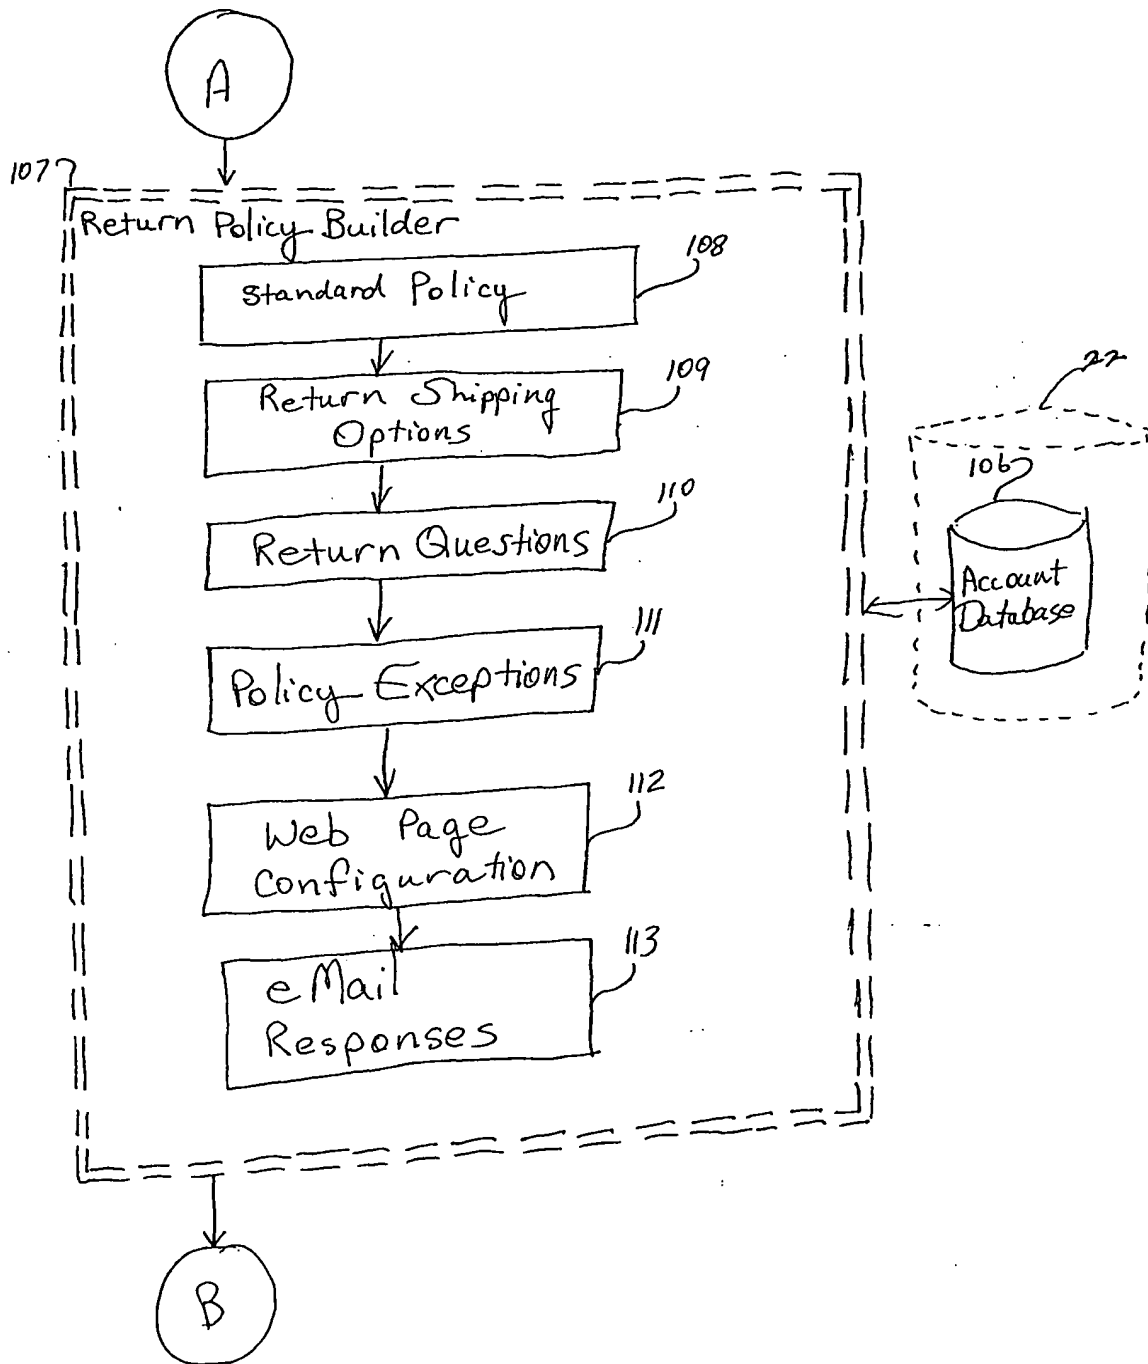 A
107
Return Policy Builder
108
Standard Policy
109
Return Shipping
Options
22
106
110
Return Questions
Account
Database
111
Policy Exceptions
112
Web Page
Configuration
113
eMail
Responses
B